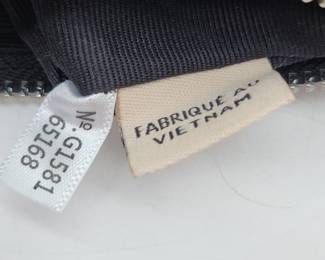 No. G1581
65168
FABRIQUÉ AU
VIETNAM